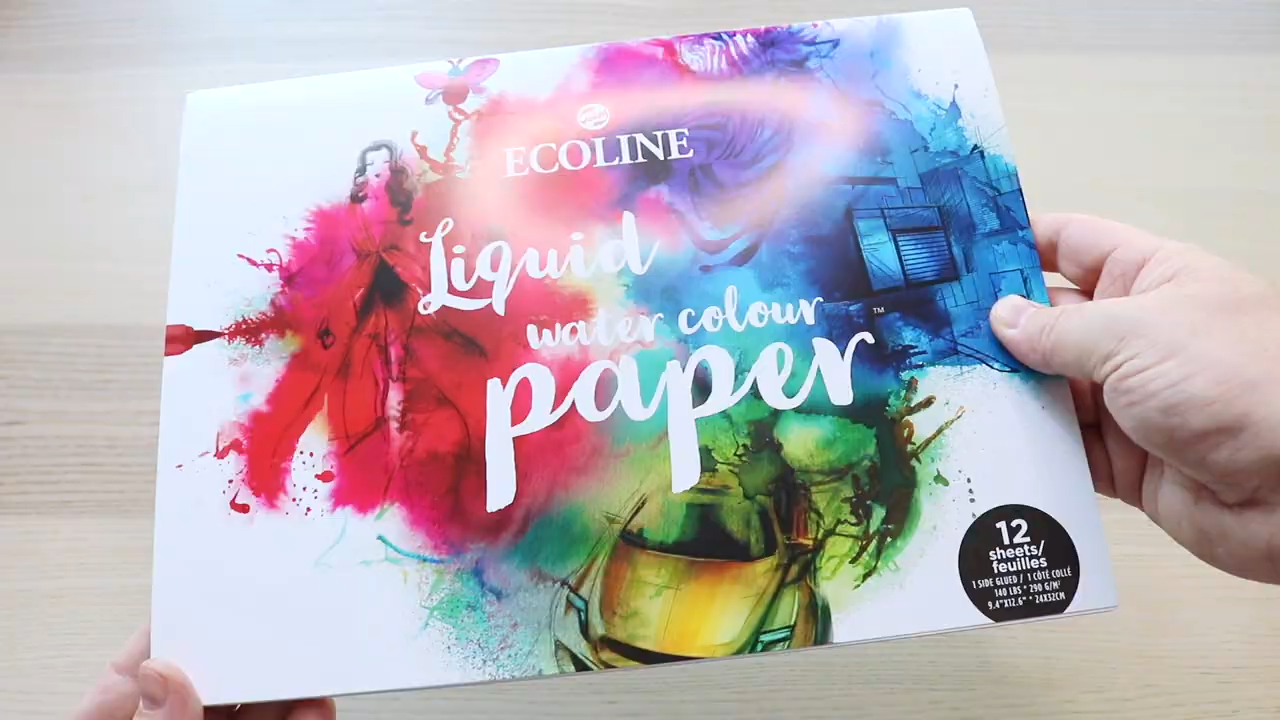 ECOLINE
Liquid
water colour
paper™
12
sheets/
feuilles
1 SIDE GLUED / 1 CÔTÉ COLLÉ
140 LBS * 290 G/M²
9.4"X12.6" * 24X32CM